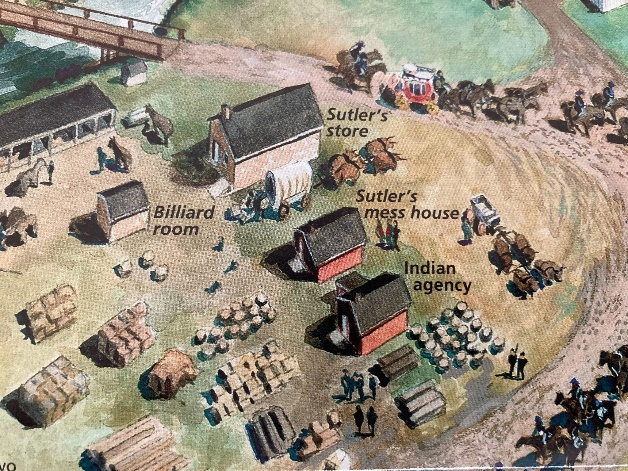 Sutler's
store
Sutler's
mess house
Billiard
room
Indian
agency